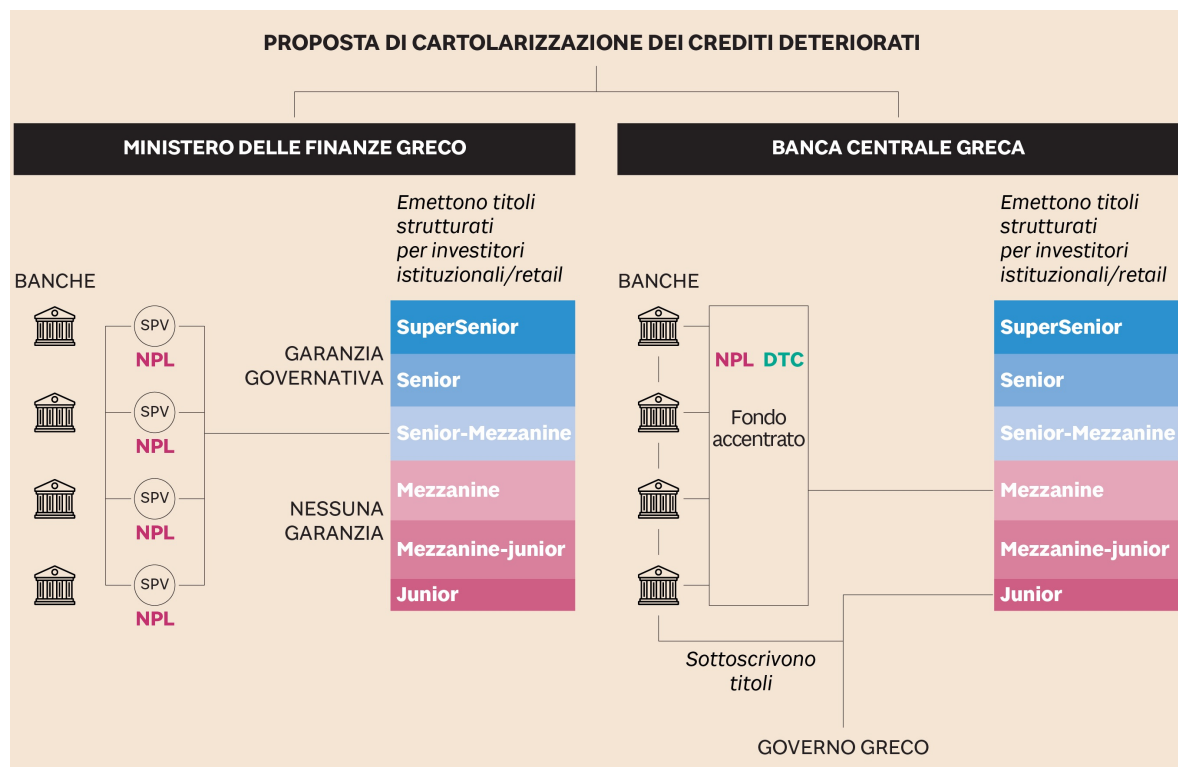 PROPOSTA DI CARTOLARIZZAZIONE DEI CREDITI DETERIORATI
MINISTERO DELLE FINANZE GRECO
Emettono titoli
strutturati
per investitori
istituzionali/retail
BANCHE
SPV
NPL
SPV
NPL
SPV
NPL
SPV
NPL
GARANZIA
GOVERNATIVA
NESSUNA
GARANZIA
SuperSenior
Senior
Senior-Mezzanine
Mezzanine
Mezzanine-junior
Junior
BANCA CENTRALE GRECA
Emettono titoli
strutturati
per investitori
istituzionali/retail
BANCHE
NPL DTC
Fondo
accentrato
SuperSenior
Senior
Senior-Mezzanine
Mezzanine
Mezzanine-junior
Junior
Sottoscrivono
titoli
GOVERNO GRECO